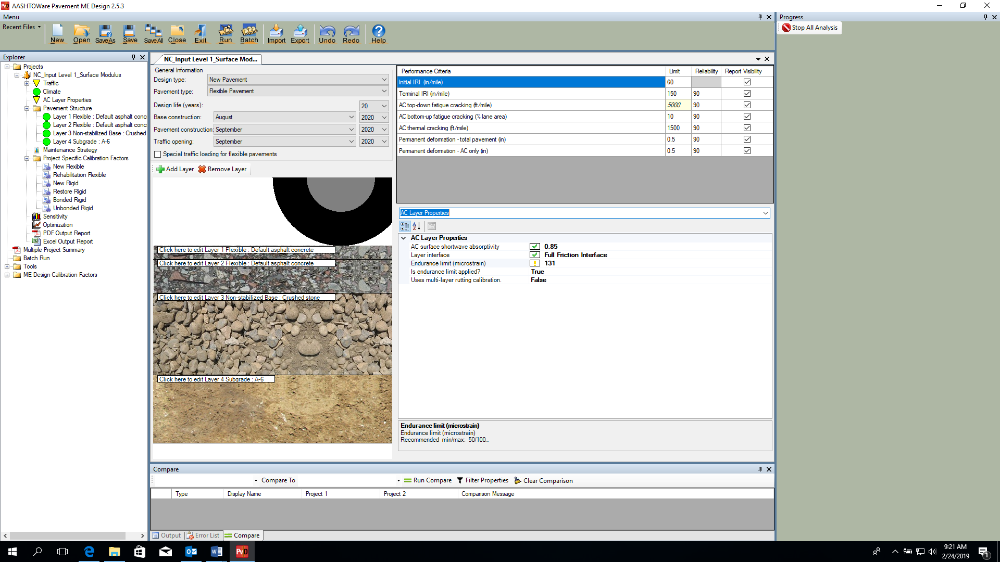 AASHTOWare Pavement ME Design 2.5.3
Menu
Recent Files
New Open SaveAs Save SaveAll Close Exit Run Batch Import Export Undo Redo Help
Progress
Stop All Analysis
Explorer
Projects
NC_Input Level 1_Surface Modulus
Traffic
Climate
AC Layer Properties
Pavement Structure
Layer 1 Flexible : Default asphalt conc
Layer 2 Flexible : Default asphalt conc
Layer 3 Non-stabilized Base : Crushed
Layer 4 Subgrade : A-6
Maintenance Strategy
Project Specific Calibration Factors
New Flexible
Rehabilitation Flexible
New Rigid
Restore Rigid
Bonded Rigid
Unbonded Rigid
Sensitivity
Optimization
PDF Output Report
Excel Output Report
Multiple Project Summary
Batch Run
Tools
ME Design Calibration Factors
NC_Input Level 1_Surface Mod...
General Information
Design type: New Pavement
Pavement type: Flexible Pavement
Design life (years): 20
Base construction: August 2020
Pavement construction: September 2020
Traffic opening: September 2020
Special traffic loading for flexible pavements
Add Layer Remove Layer
Click here to edit Layer 1 Flexible : Default asphalt concrete
Click here to edit Layer 2 Flexible : Default asphalt concrete
Click here to edit Layer 3 Non-stabilized Base : Crushed stone
Click here to edit Layer 4 Subgrade : A-6
Performance Criteria Limit Reliability Report Visibility
Initial IRI (in/mile) 60
Terminal IRI (in/mile) 150 90
AC top-down fatigue cracking (ft/mile) 5000 90
AC bottom-up fatigue cracking (% lane area) 10 90
AC thermal cracking (ft/mile) 1500 90
Permanent deformation - total pavement (in) 0.5 90
Permanent deformation - AC only (in) 0.5 90
AC Layer Properties
AC Layer Properties
AC surface shortwave absorptivity 0.85
Layer interface Full Friction Interface
Endurance limit (microstrain) 131
Is endurance limit applied? True
Uses multi-layer rutting calibration. False
Endurance limit (microstrain)
Endurance limit (microstrain)
Recommended min/max: 50/100...
Compare
Compare To Run Compare Filter Properties Clear Comparison
Type Display Name Project 1 Project 2 Comparison Message
Output Error List Compare
9:21 AM
2/24/2019
1